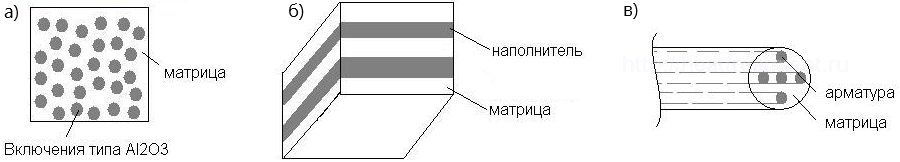 а)
матрица
Включения типа Al2O3
б)
наполнитель
матрица
в)
арматура
матрица